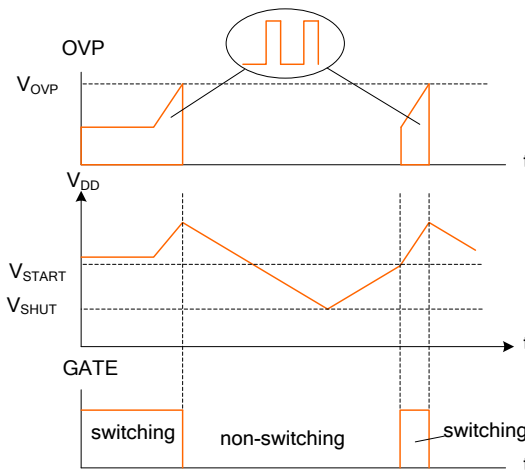 OVP
VOVP
t
VDD
VSTART
VSHUT
t
GATE
switching
non-switching
switching
t